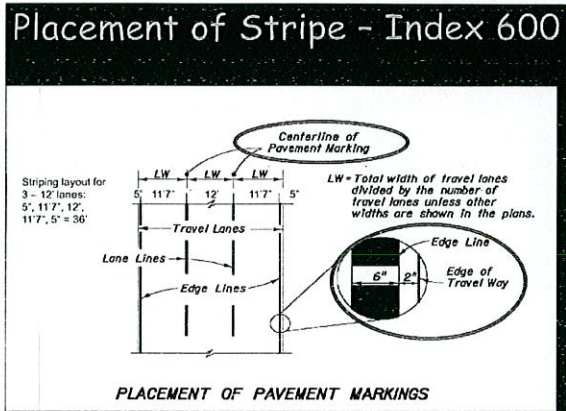 Placement of Stripe - Index 600
Centerline of
Pavement Marking
LW LW LW
Striping layout for
3 - 12' lanes:
5", 11'7", 12',
11'7", 5" = 36'
5" 11'7" 12' 11'7" 5"
LW = Total width of travel lanes
divided by the number of
travel lanes unless other
widths are shown in the plans.
Travel Lanes
Lane Lines
Edge Lines
Edge Line
6" 2"
Edge of
Travel Way
PLACEMENT OF PAVEMENT MARKINGS